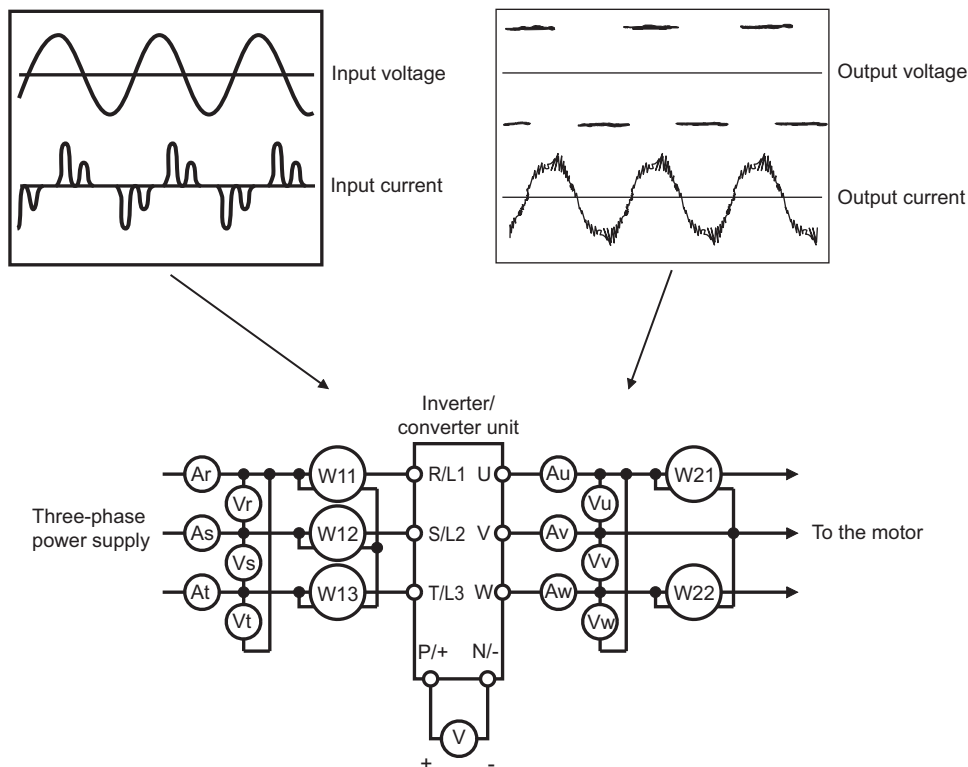 Input voltage
Input current
Output voltage
Output current
Inverter/
converter unit
Three-phase
power supply
Ar
As
At
Vr
Vs
Vt
W11
W12
W13
R/L1
S/L2
T/L3
U
V
W
P/+
N/-
V
+
-
Au
Av
Aw
Vu
Vv
Vw
W21
W22
To the motor